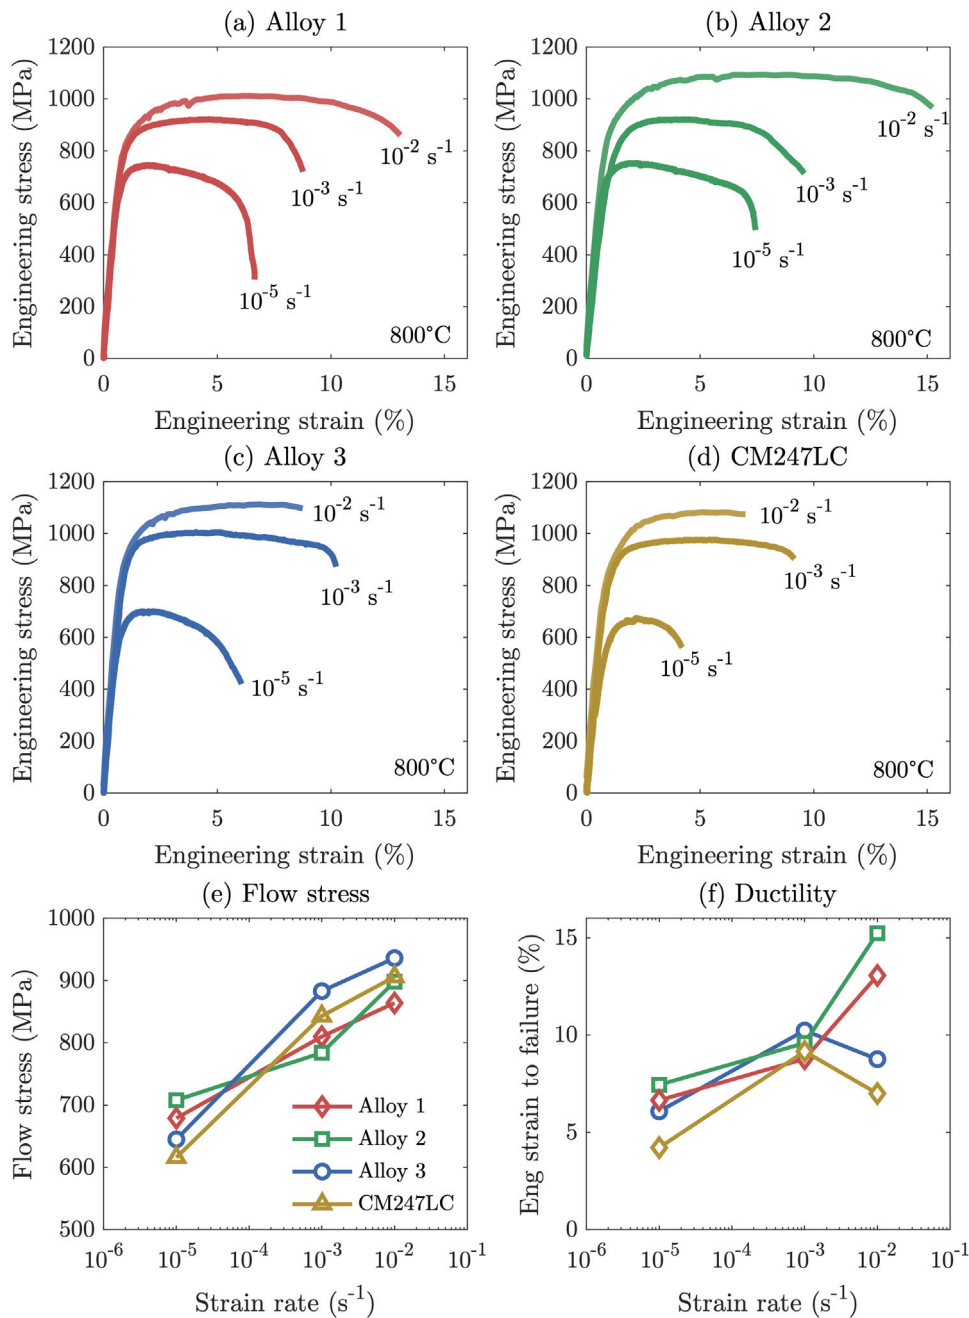 (a) Alloy 1
Engineering stress (MPa)
1200
1000
800
600
400
200
0
10⁻² s⁻¹
10⁻³ s⁻¹
10⁻⁵ s⁻¹
800°C
0 5 10 15
Engineering strain (%)
(b) Alloy 2
Engineering stress (MPa)
1200
1000
800
600
400
200
0
10⁻² s⁻¹
10⁻³ s⁻¹
10⁻⁵ s⁻¹
800°C
0 5 10 15
Engineering strain (%)
(c) Alloy 3
Engineering stress (MPa)
1200
1000
800
600
400
200
0
10⁻² s⁻¹
10⁻³ s⁻¹
10⁻⁵ s⁻¹
800°C
0 5 10 15
Engineering strain (%)
(d) CM247LC
Engineering stress (MPa)
1200
1000
800
600
400
200
0
10⁻² s⁻¹
10⁻³ s⁻¹
10⁻⁵ s⁻¹
800°C
0 5 10 15
Engineering strain (%)
(e) Flow stress
Flow stress (MPa)
1000
900
800
700
600
500
Alloy 1
Alloy 2
Alloy 3
CM247LC
10⁻⁶ 10⁻⁵ 10⁻⁴ 10⁻³ 10⁻² 10⁻¹
Strain rate (s⁻¹)
(f) Ductility
Eng strain to failure (%)
15
10
5
0
10⁻⁶ 10⁻⁵ 10⁻⁴ 10⁻³ 10⁻² 10⁻¹
Strain rate (s⁻¹)